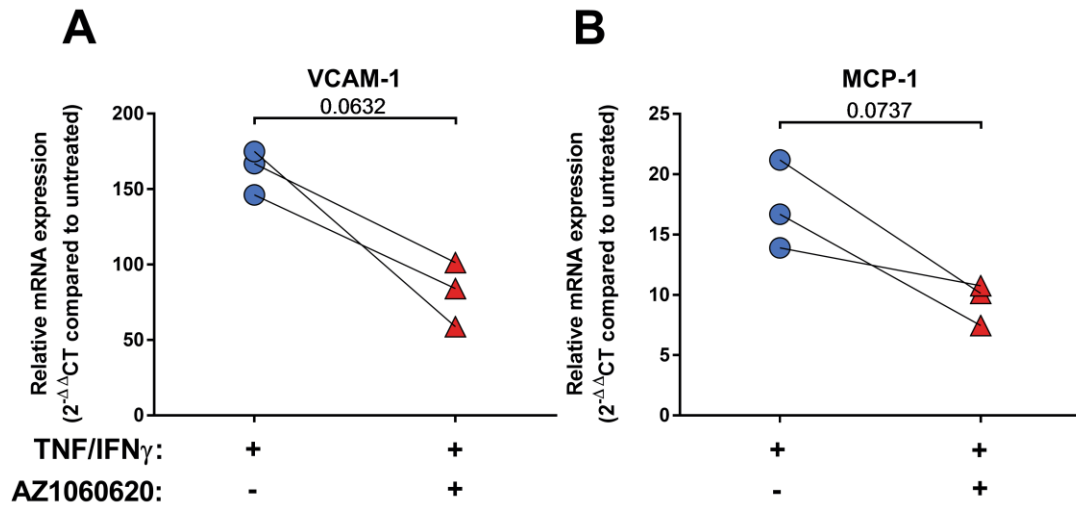 A
VCAM-1
0.0632
Relative mRNA expression
(2-ΔΔCT compared to untreated)
200
150
100
50
0
B
MCP-1
0.0737
Relative mRNA expression
(2-ΔΔCT compared to untreated)
25
20
15
10
5
0
TNF/IFNγ: + + + +
AZ1060620: - + - +